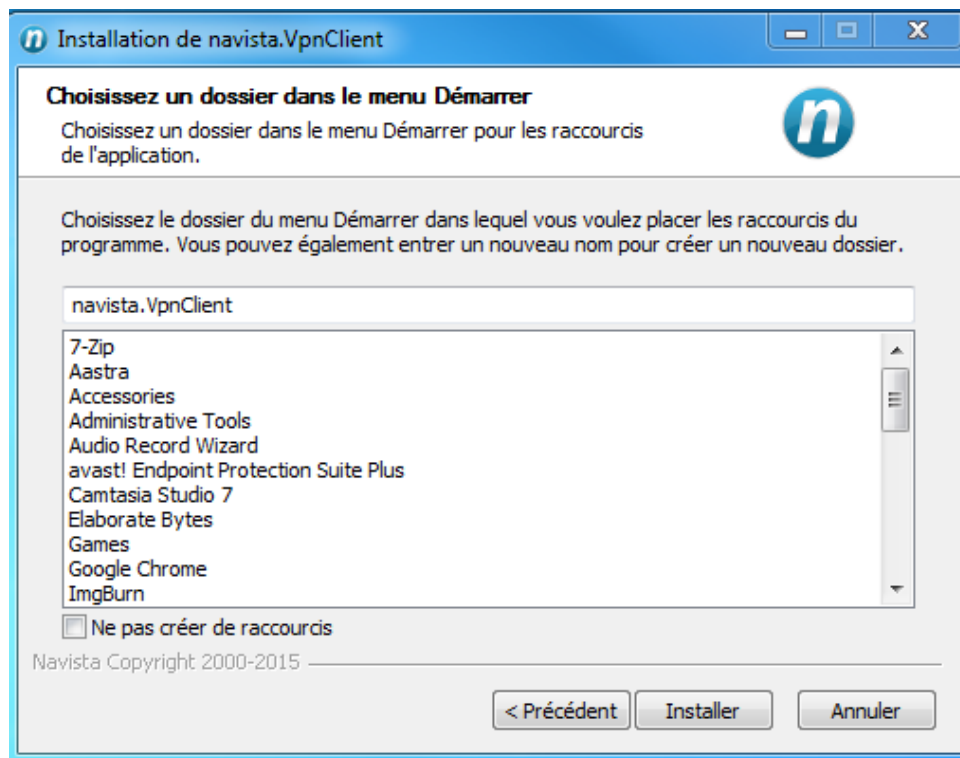 n Installation de navista.VpnClient
Choisissez un dossier dans le menu Démarrer
Choisissez un dossier dans le menu Démarrer pour les raccourcis
de l'application.
n
Choisissez le dossier du menu Démarrer dans lequel vous voulez placer les raccourcis du
programme. Vous pouvez également entrer un nouveau nom pour créer un nouveau dossier.
navista.VpnClient
7-Zip
Aastra
Accessories
Administrative Tools
Audio Record Wizard
avast! Endpoint Protection Suite Plus
Camtasia Studio 7
Elaborate Bytes
Games
Google Chrome
ImgBurn
Ne pas créer de raccourcis
Navista Copyright 2000-2015
< Précédent Installer Annuler